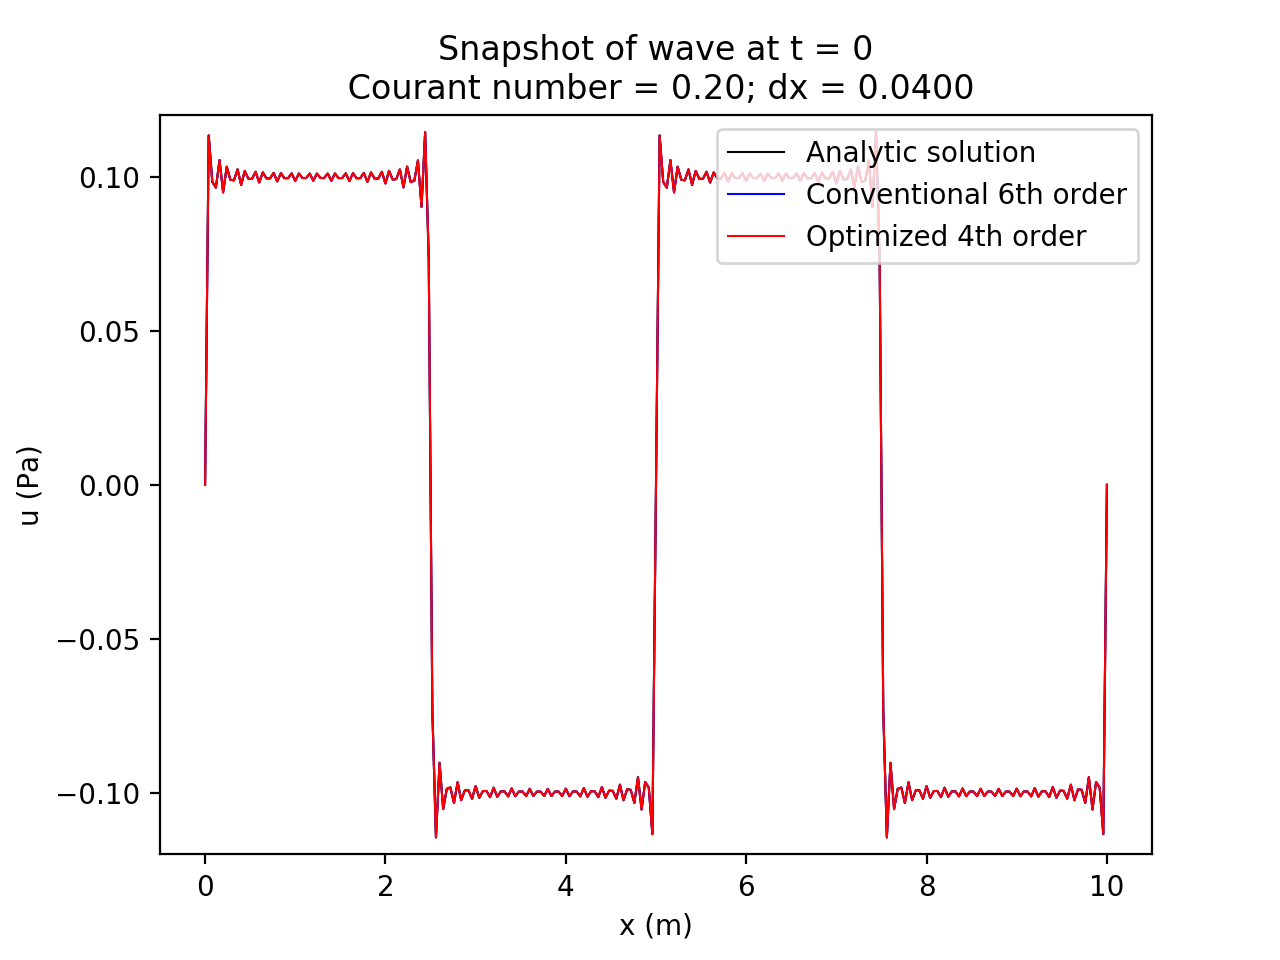 Snapshot of wave at t = 0
Courant number = 0.20; dx = 0.0400
Analytic solution
Conventional 6th order
Optimized 4th order
0.10
0.05
0.00
−0.05
−0.10
u (Pa)
0 2 4 6 8 10
x (m)